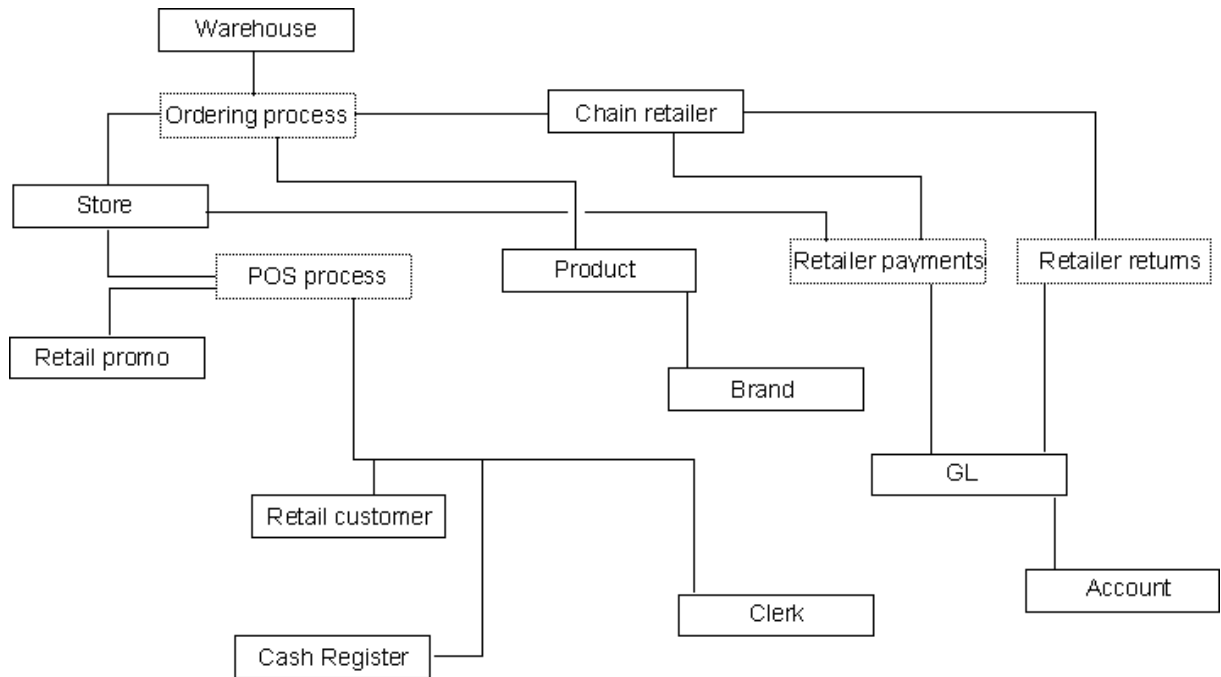 Warehouse
Ordering process
Chain retailer
Store
POS process
Product
Retailer payments
Retailer returns
Retail promo
Brand
GL
Retail customer
Account
Clerk
Cash Register